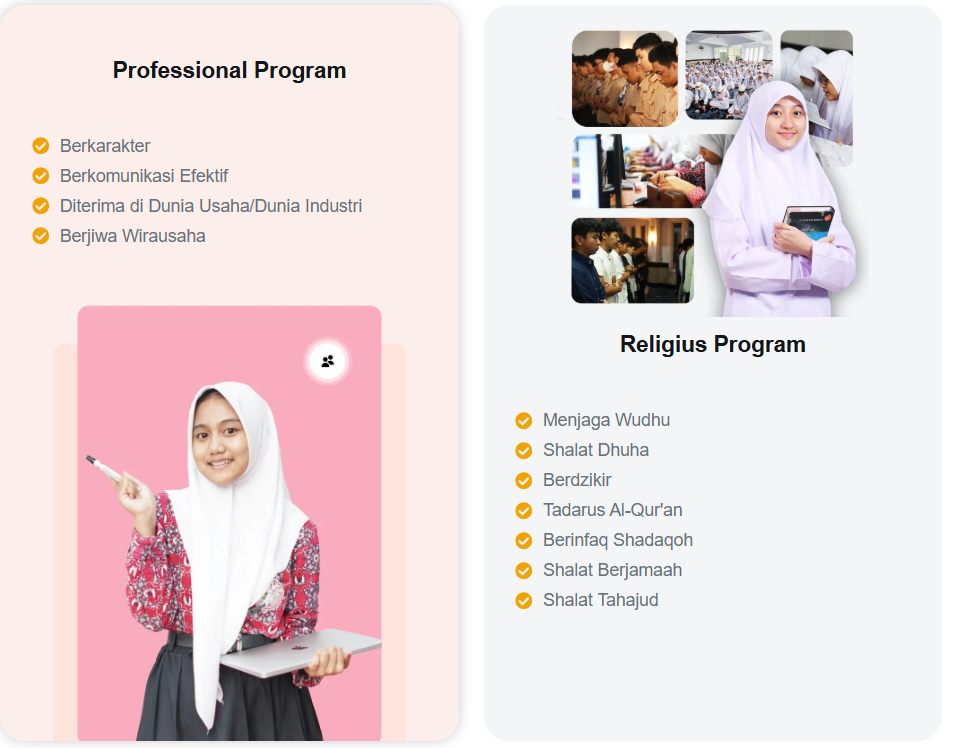 Professional Program
Berkarakter
Berkomunikasi Efektif
Diterima di Dunia Usaha/Dunia Industri
Berjiwa Wirausaha
Religius Program
Menjaga Wudhu
Shalat Dhuha
Berdzikir
Tadarus Al-Qur'an
Berinfaq Shadaqoh
Shalat Berjamaah
Shalat Tahajud